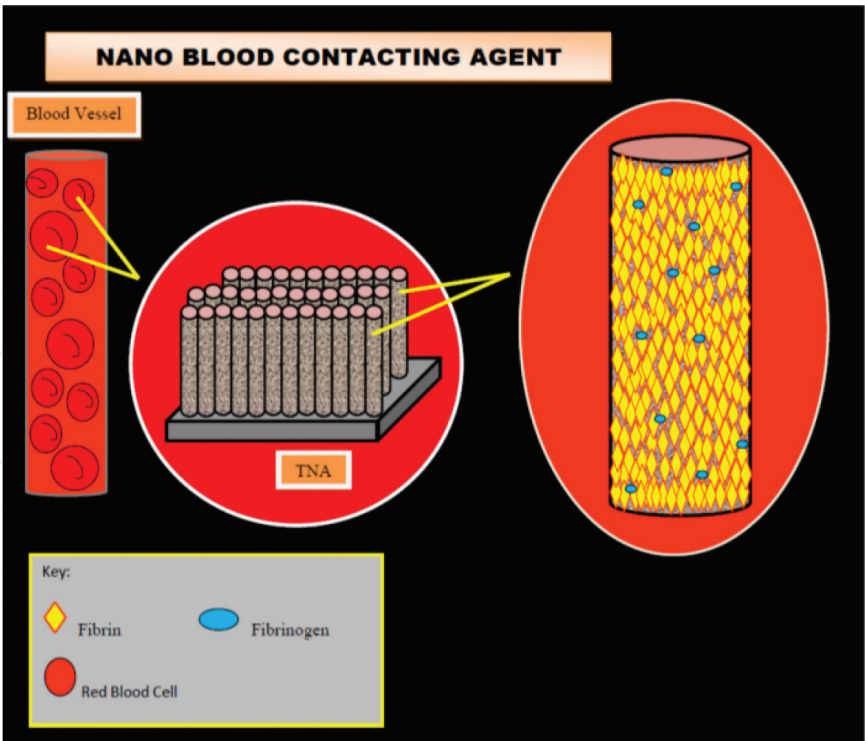 NANO BLOOD CONTACTING AGENT
Blood Vessel
TNA
Key:
Fibrin
Fibrinogen
Red Blood Cell